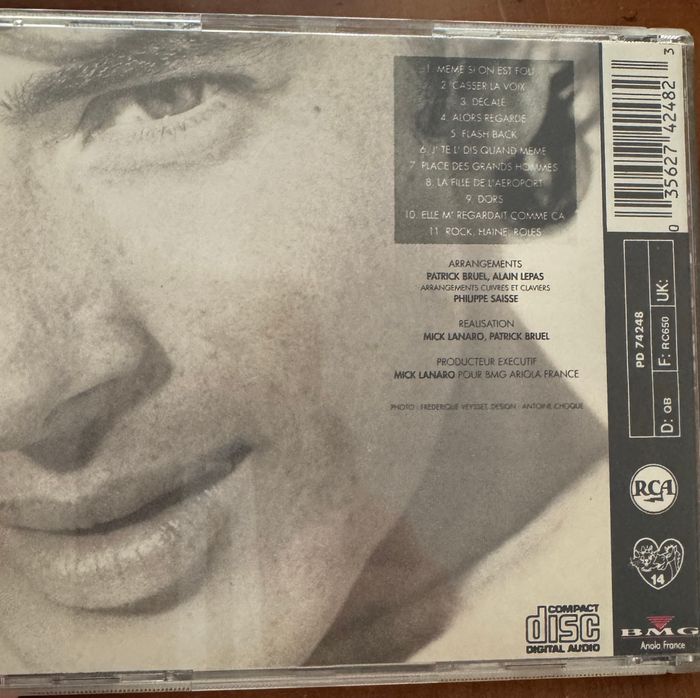 1. MEME SI ON EST FOU
2. CASSER LA VOIX
3. DECALE
4. ALORS REGARDE
5. FLASH BACK
6. J' TE L' DIS QUAND MEME
7. PLACE DES GRANDS HOMMES
8. LA FILLE DE L'AEROPORT
9. DORS
10. ELLE M' REGARDAIT COMME CA
11. ROCK, HAINE, ROLES
ARRANGEMENTS
PATRICK BRUEL, ALAIN LEPAS
ARRANGEMENTS CUIVRES ET CLAVIERS
PHILIPPE SAISSE
REALISATION
MICK LANARO, PATRICK BRUEL
PRODUCTEUR EXECUTIF
MICK LANARO POUR BMG ARIOLA FRANCE
PHOTO : FREDERIQUE VEYSSET. DESIGN : ANTOINE CHOQUE
COMPACT
disc
DIGITAL AUDIO
0 35627 42482 3
PD 74248
D: QB F: RC650 UK:
RCA
14
BMG
Ariola France